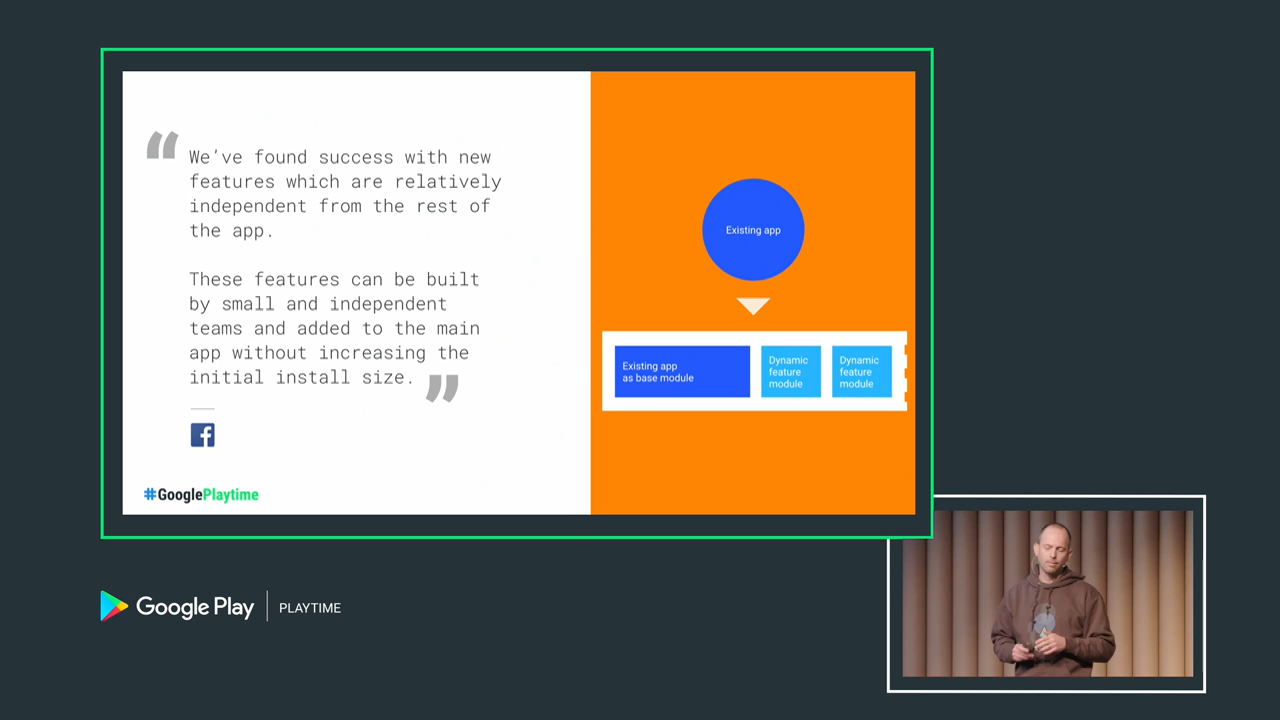 We've found success with new
features which are relatively
independent from the rest of
the app.
These features can be built
by small and independent
teams and added to the main
app without increasing the
initial install size.
#GooglePlaytime
Existing app
Existing app
as base module
Dynamic
feature
module
Dynamic
feature
module
Google Play | PLAYTIME